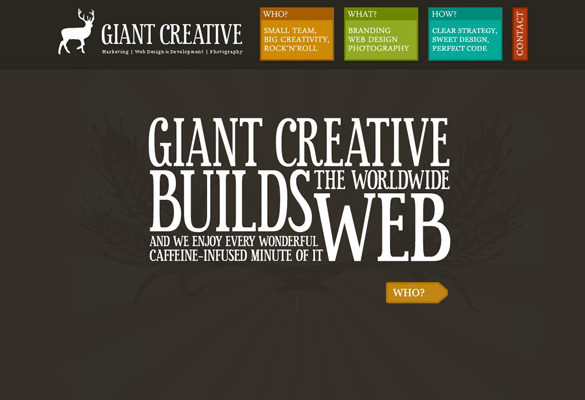 GIANT CREATIVE
Marketing | Web Design & Development | Photography
WHO?
SMALL TEAM,
BIG CREATIVITY,
ROCK'N'ROLL
WHAT?
BRANDING
WEB DESIGN
PHOTOGRAPHY
HOW?
CLEAR STRATEGY,
SWEET DESIGN,
PERFECT CODE
CONTACT
GIANT CREATIVE
BUILDS THE WORLDWIDE
WEB
AND WE ENJOY EVERY WONDERFUL
CAFFEINE-INFUSED MINUTE OF IT
WHO?